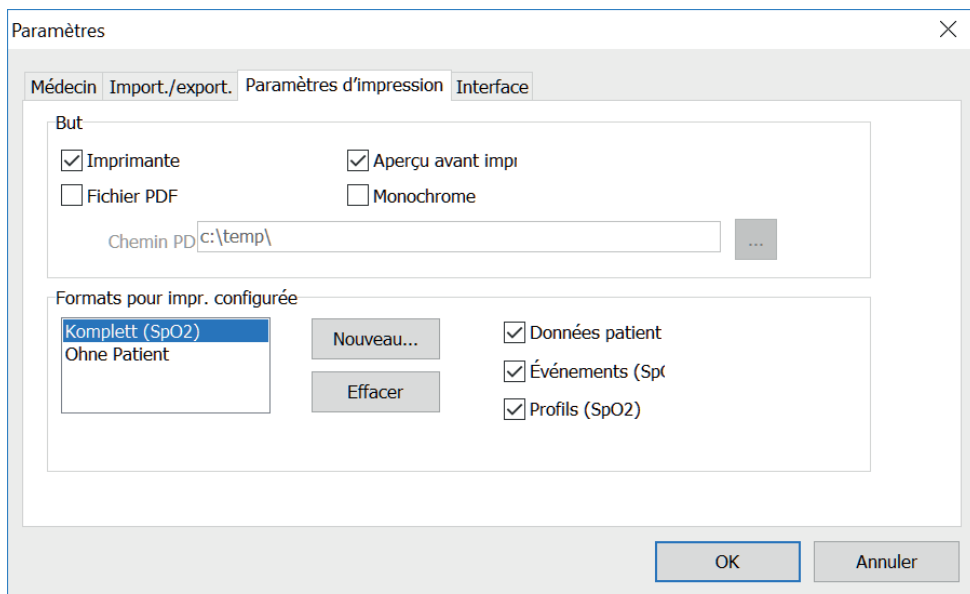 Paramètres
Médecin Import./export. Paramètres d'impression Interface
But
Imprimante Aperçu avant impr
Fichier PDF Monochrome
Chemin PD c:\temp\ ...
Formats pour impr. configurée
Komplett (SpO2) Nouveau... Données patient
Ohne Patient
Événements (Sp
Effacer
Profils (SpO2)
OK Annuler